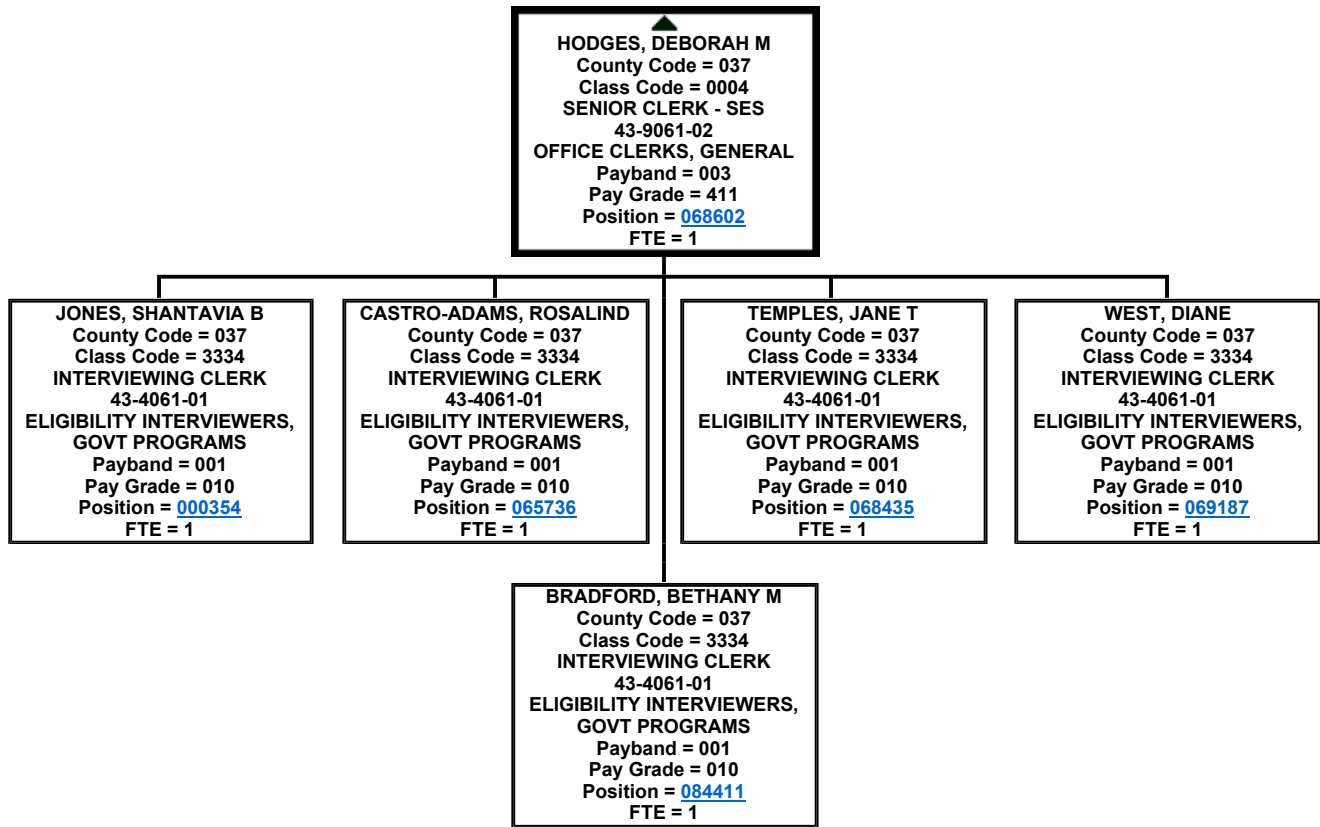 HODGES, DEBORAH M
County Code = 037
Class Code = 0004
SENIOR CLERK - SES
43-9061-02
OFFICE CLERKS, GENERAL
Payband = 003
Pay Grade = 411
Position = 068602
FTE = 1
JONES, SHANTAVIA B
County Code = 037
Class Code = 3334
INTERVIEWING CLERK
43-4061-01
ELIGIBILITY INTERVIEWERS,
GOVT PROGRAMS
Payband = 001
Pay Grade = 010
Position = 000354
FTE = 1
CASTRO-ADAMS, ROSALIND
County Code = 037
Class Code = 3334
INTERVIEWING CLERK
43-4061-01
ELIGIBILITY INTERVIEWERS,
GOVT PROGRAMS
Payband = 001
Pay Grade = 010
Position = 065736
FTE = 1
TEMPLES, JANE T
County Code = 037
Class Code = 3334
INTERVIEWING CLERK
43-4061-01
ELIGIBILITY INTERVIEWERS,
GOVT PROGRAMS
Payband = 001
Pay Grade = 010
Position = 068435
FTE = 1
WEST, DIANE
County Code = 037
Class Code = 3334
INTERVIEWING CLERK
43-4061-01
ELIGIBILITY INTERVIEWERS,
GOVT PROGRAMS
Payband = 001
Pay Grade = 010
Position = 069187
FTE = 1
BRADFORD, BETHANY M
County Code = 037
Class Code = 3334
INTERVIEWING CLERK
43-4061-01
ELIGIBILITY INTERVIEWERS,
GOVT PROGRAMS
Payband = 001
Pay Grade = 010
Position = 084411
FTE = 1